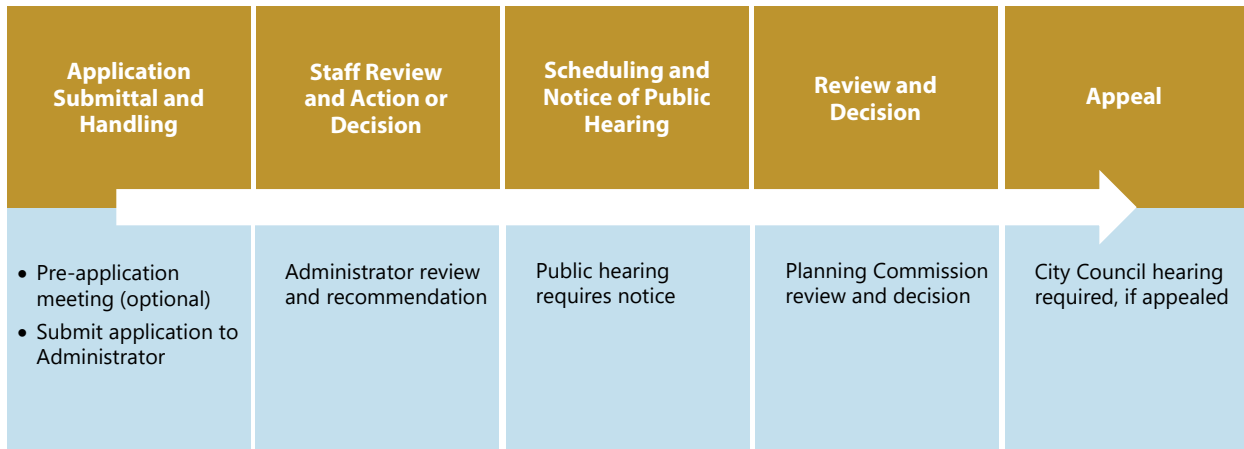 Application
Submittal and
Handling
Staff Review
and Action or
Decision
Scheduling and
Notice of Public
Hearing
Review and
Decision
Appeal
• Pre-application
meeting (optional)
• Submit application to
Administrator
Administrator review
and recommendation
Public hearing
requires notice
Planning Commission
review and decision
City Council hearing
required, if appealed